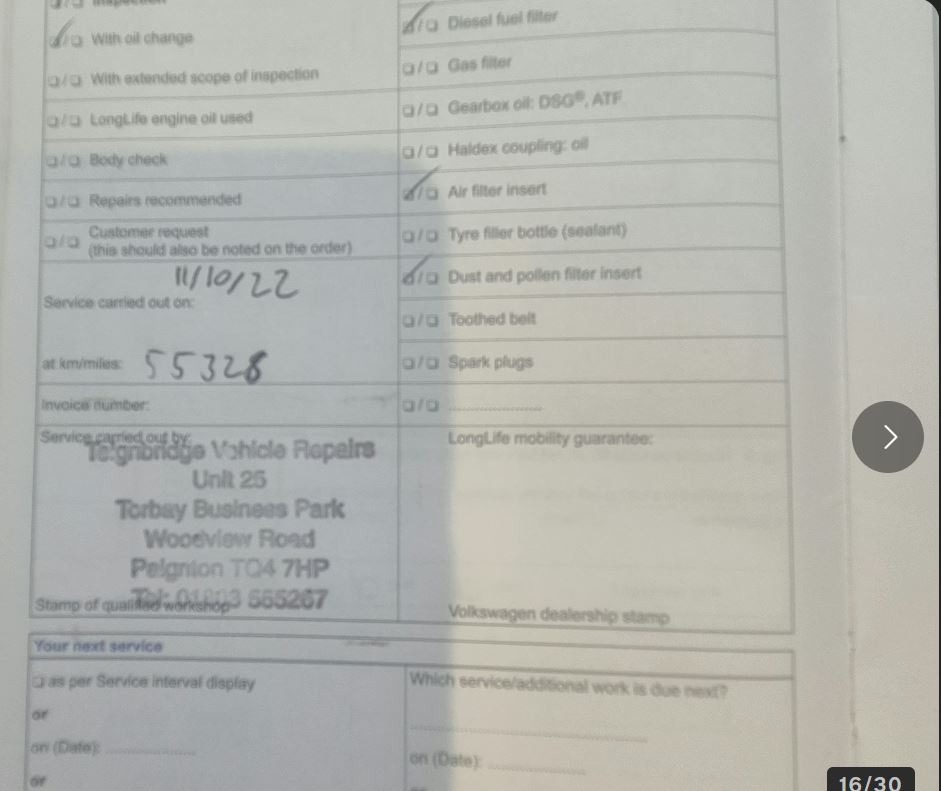 Inspection
With oil change
With extended scope of inspection
LongLife engine oil used
Body check
Repairs recommended
Customer request
(this should also be noted on the order)
11/10/22
Service carried out on:
at km/miles: 55328
Invoice number:
Service carried out by:
Teignbridge Vehicle Repairs
Unit 25
Torbay Business Park
Woodview Road
Paignton TQ4 7HP
Tel: 01803 665267
Stamp of qualified workshop
Diesel fuel filter
Gas filter
Gearbox oil: DSG®, ATF
Haldex coupling: oil
Air filter insert
Tyre filler bottle (sealant)
Dust and pollen filter insert
Toothed belt
Spark plugs
LongLife mobility guarantee:
Volkswagen dealership stamp
Your next service
as per Service interval display
or
on (Date):
or
Which service/additional work is due next?
on (Date):
16/30